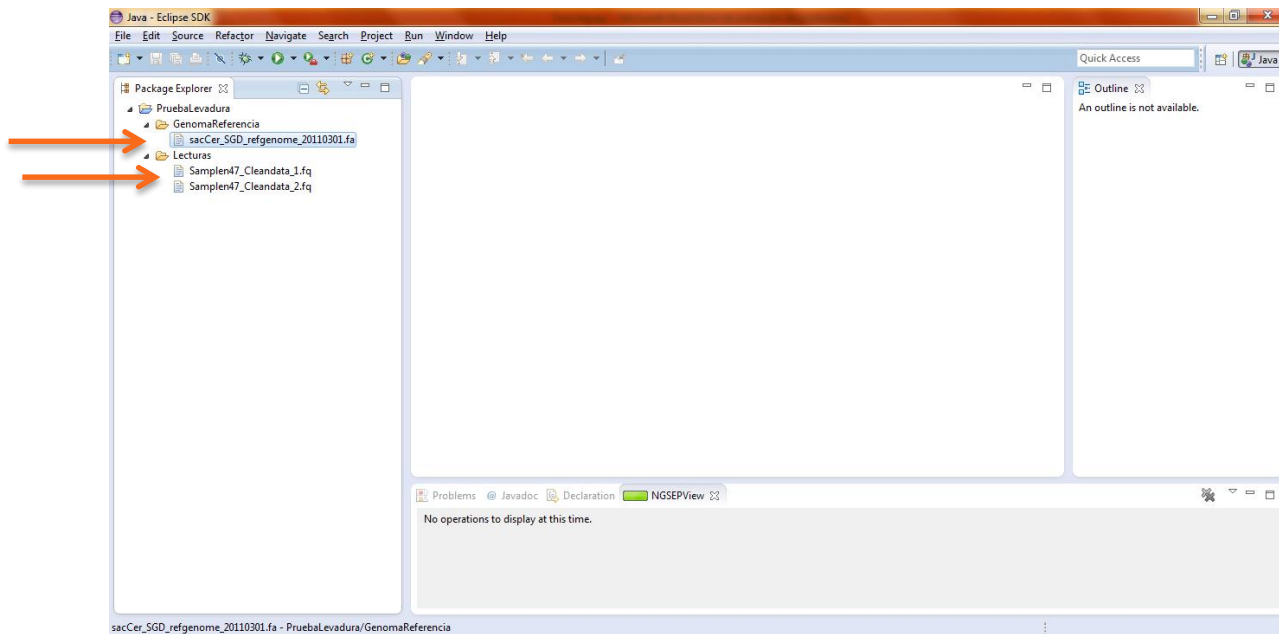 Java - Eclipse SDK
File Edit Source Refactor Navigate Search Project Run Window Help
Quick Access
Java
Package Explorer
PruebaLevadura
GenomaReferencia
sacCer_SGD_refgenome_20110301.fa
Lecturas
Samplen47_Cleandata_1.fq
Samplen47_Cleandata_2.fq
Outline
An outline is not available.
Problems @ Javadoc Declaration NGSEPView
No operations to display at this time.
sacCer_SGD_refgenome_20110301.fa - PruebaLevadura/GenomaReferencia